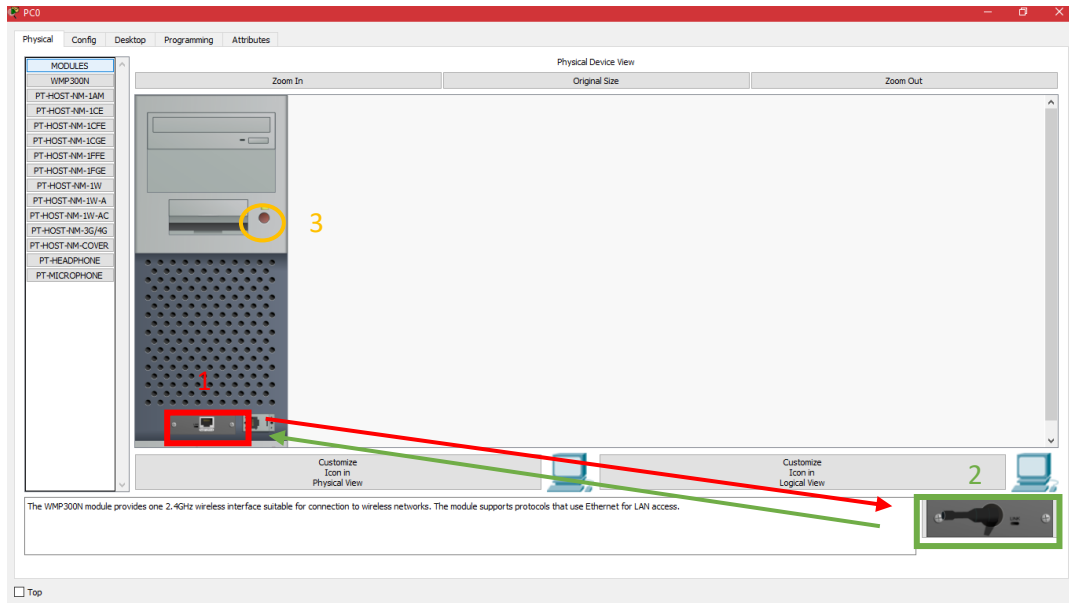 PC0
Physical Config Desktop Programming Attributes
MODULES
WMP300N
PT-HOST-NM-1AM
PT-HOST-NM-1CE
PT-HOST-NM-1CFE
PT-HOST-NM-1CGE
PT-HOST-NM-1FFE
PT-HOST-NM-1FGE
PT-HOST-NM-1W
PT-HOST-NM-1W-A
PT-HOST-NM-1W-AC
PT-HOST-NM-3G/4G
PT-HOST-NM-COVER
PT-HEADPHONE
PT-MICROPHONE
Physical Device View
Zoom In Original Size Zoom Out
3
1
Customize
Icon in
Physical View
Customize
Icon in
Logical View
2
The WMP300N module provides one 2.4GHz wireless interface suitable for connection to wireless networks. The module supports protocols that use Ethernet for LAN access.
Top